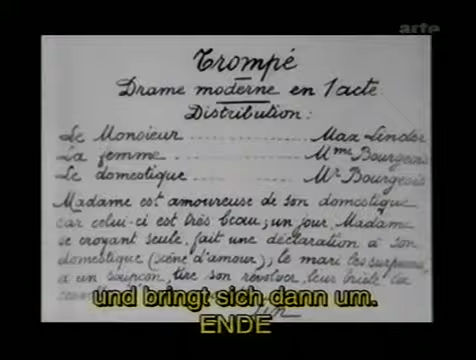 arte
Trompé
Drame moderne en 1 acte
Distribution :
Le Monsieur ........ Max Linder
La femme ........ Mme Bourgeois
Le domestique ........ Mr Bourgeois
Madame est amoureuse de son domestique
car celui-ci est très beau ; un jour, Madame
se croyant seule, fait une déclaration à son
domestique (scène d'amour) ; le mari les
a un soupçon, tire son révolver, leur brûle
und bringt sich dann um.
ENDE